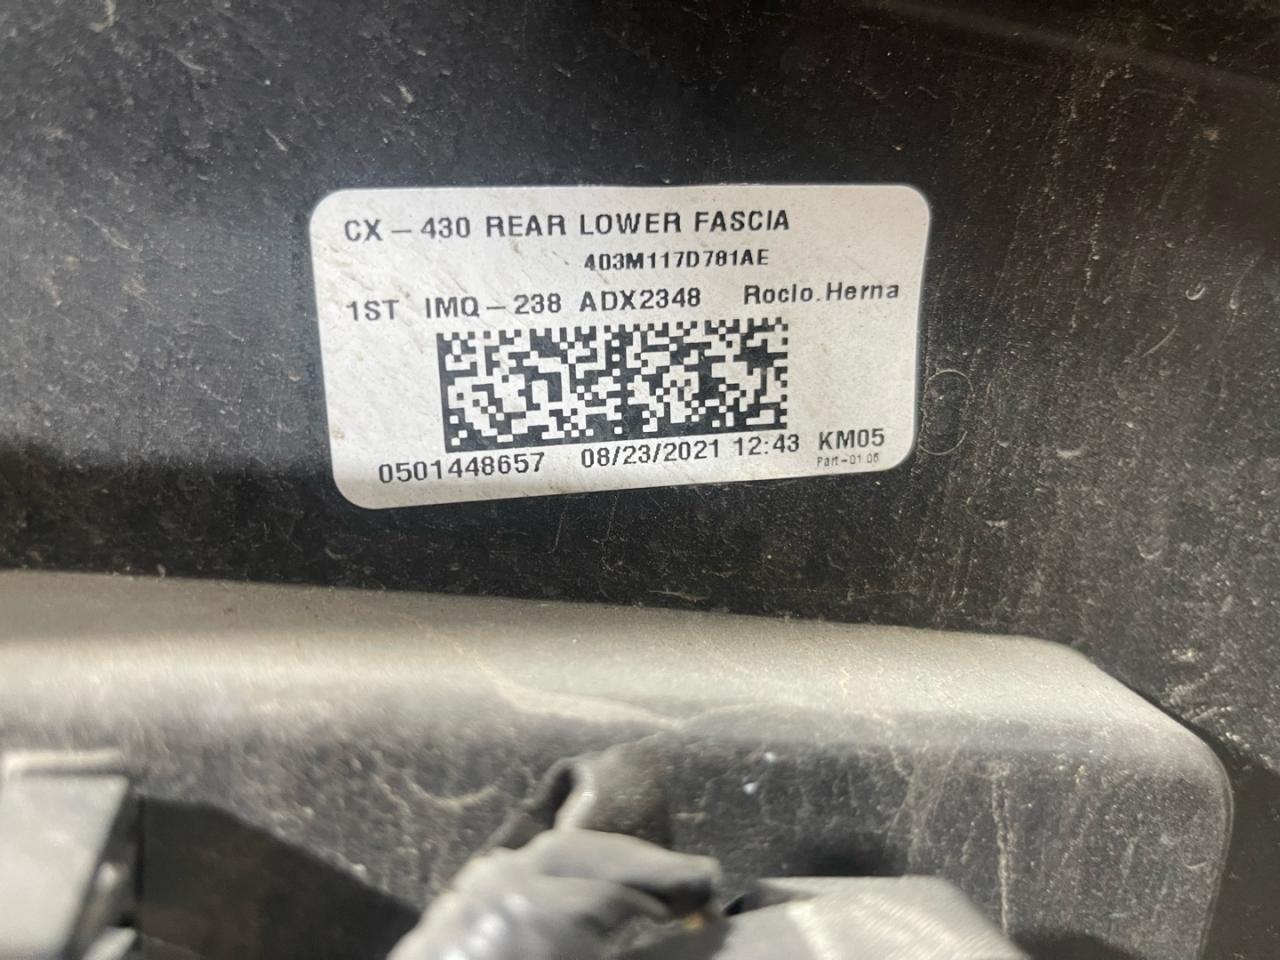 CX-430 REAR LOWER FASCIA
403M117D781AE
1ST IMQ-238 ADX2348 Rocio.Herna
0501448657 08/23/2021 12:43 KM05
Part-01.06